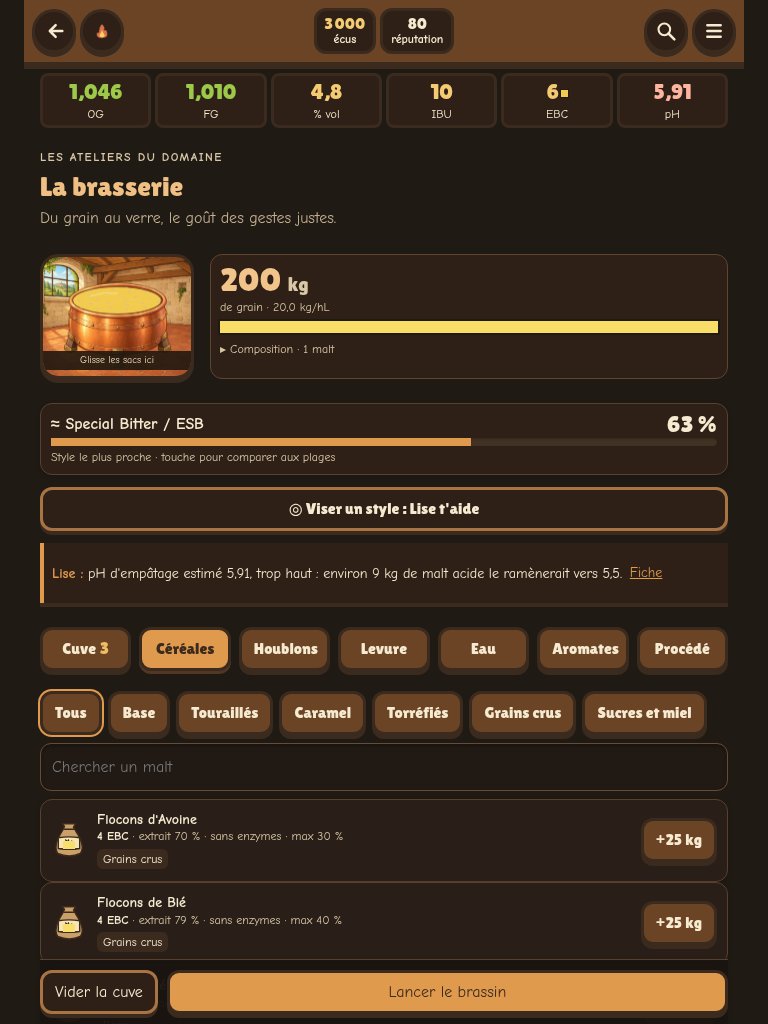 3 000
écus
80
réputation
1,046
OG
1,010
FG
4,8
% vol
10
IBU
6
EBC
5,91
pH
LES ATELIERS DU DOMAINE
La brasserie
Du grain au verre, le goût des gestes justes.
Glisse les sacs ici
200 kg
de grain · 20,0 kg/hL
▸ Composition · 1 malt
≈ Special Bitter / ESB
63 %
Style le plus proche · touche pour comparer aux plages
◎ Viser un style : Lise t'aide
Lise : pH d'empâtage estimé 5,91, trop haut : environ 9 kg de malt acide le ramènerait vers 5,5. Fiche
Cuve 3
Céréales
Houblons
Levure
Eau
Aromates
Procédé
Tous
Base
Touraillés
Caramel
Torréfiés
Grains crus
Sucres et miel
Chercher un malt
Flocons d'Avoine
4 EBC · extrait 70 % · sans enzymes · max 30 %
Grains crus
+25 kg
Flocons de Blé
4 EBC · extrait 79 % · sans enzymes · max 40 %
Grains crus
+25 kg
Vider la cuve
Lancer le brassin